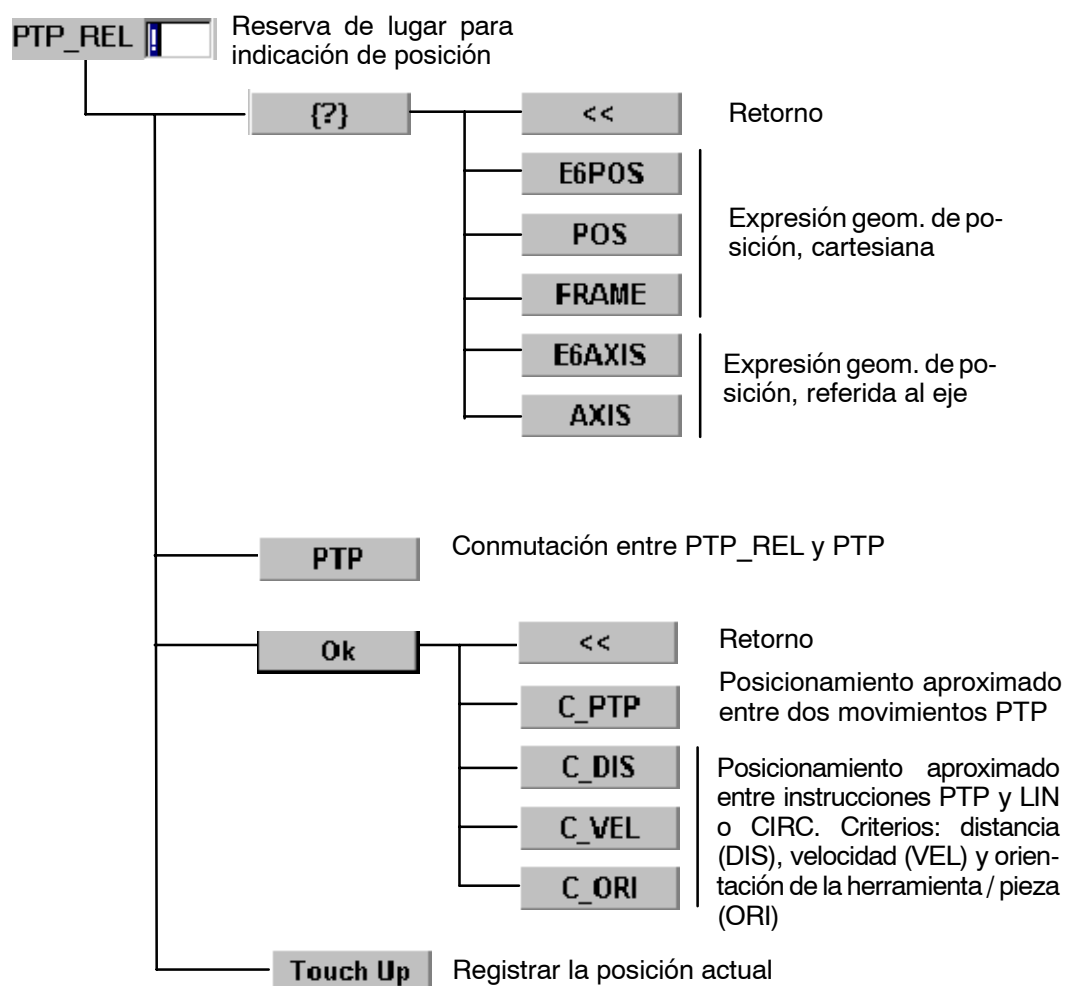 PTP_REL !
Reserva de lugar para
indicación de posición
{?}
<<
Retorno
E6POS
POS
FRAME
Expresión geom. de po-
sición, cartesiana
E6AXIS
AXIS
Expresión geom. de po-
sición, referida al eje
PTP
Conmutación entre PTP_REL y PTP
Ok
<<
Retorno
C_PTP
Posicionamiento aproximado
entre dos movimientos PTP
C_DIS
C_VEL
C_ORI
Posicionamiento aproximado
entre instrucciones PTP y LIN
o CIRC. Criterios: distancia
(DIS), velocidad (VEL) y orien-
tación de la herramienta / pieza
(ORI)
Touch Up
Registrar la posición actual